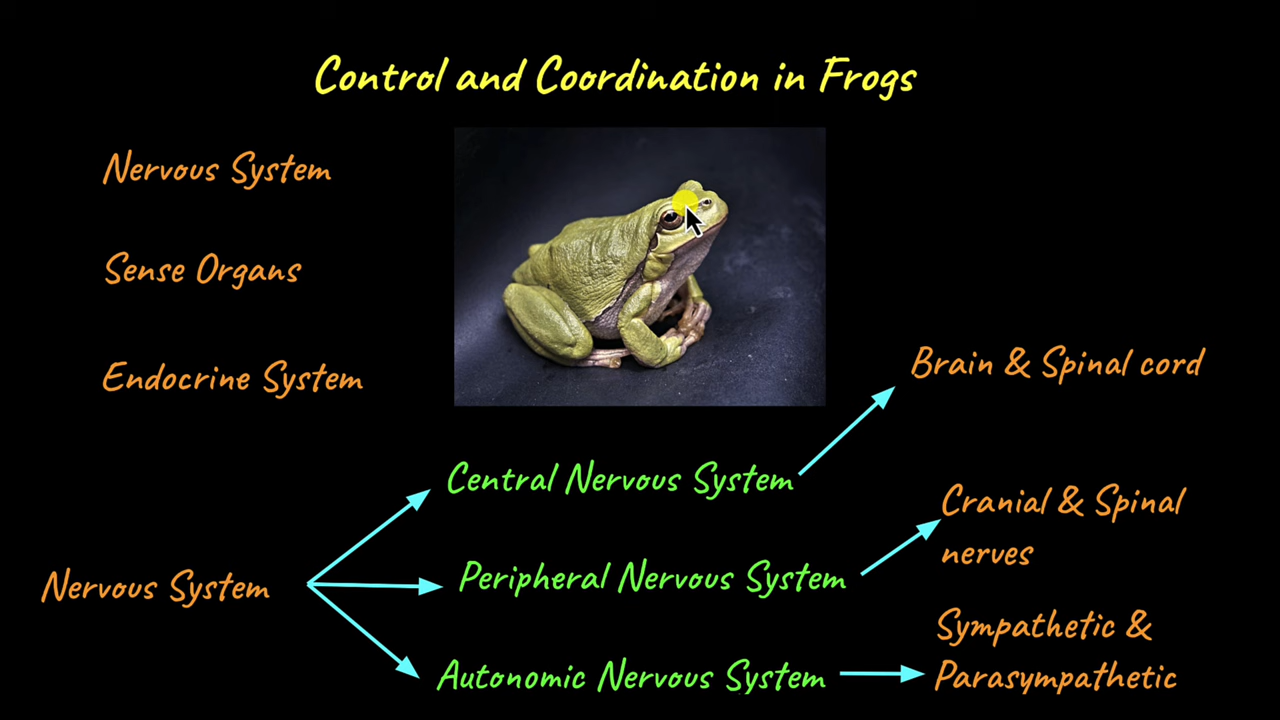 Control and Coordination in Frogs
Nervous System
Sense Organs
Endocrine System
Brain & Spinal cord
Central Nervous System
Cranial & Spinal
nerves
Nervous System
Peripheral Nervous System
Sympathetic &
Parasympathetic
Autonomic Nervous System